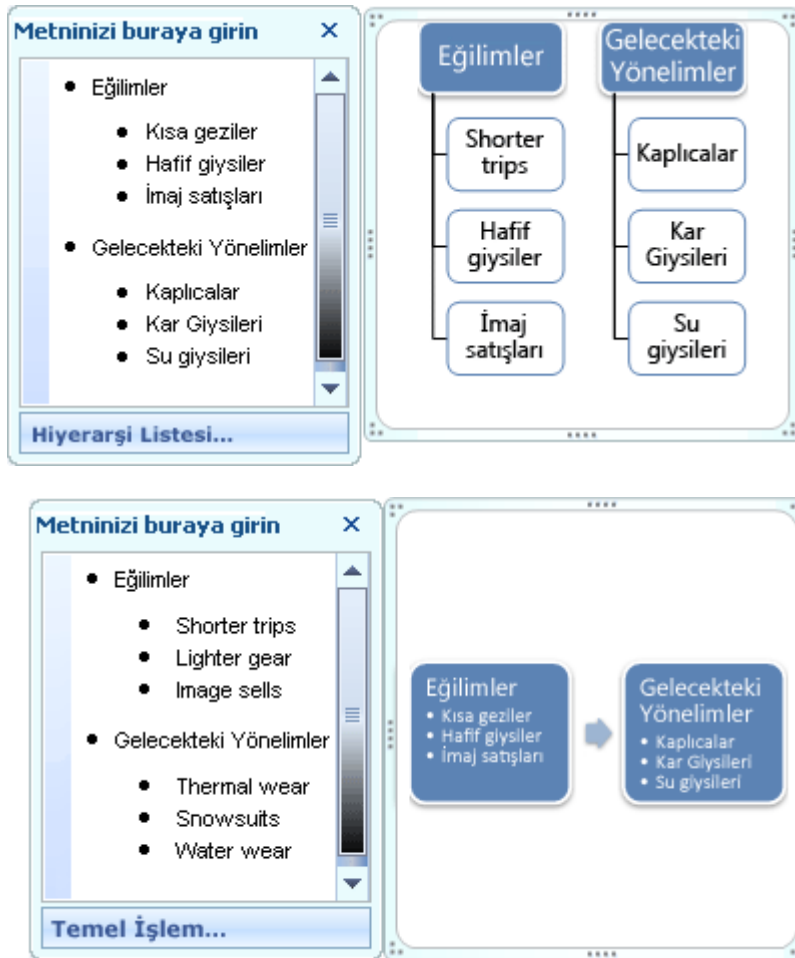 Metninizi buraya girin
Eğilimler
Kısa geziler
Hafif giysiler
İmaj satışları
Gelecekteki Yönelimler
Kaplıcalar
Kar Giysileri
Su giysileri
Hiyerarşi Listesi...
Eğilimler
Shorter
trips
Hafif
giysiler
İmaj
satışları
Gelecekteki
Yönelimler
Kaplıcalar
Kar
Giysileri
Su
giysileri
Metninizi buraya girin
Eğilimler
Shorter trips
Lighter gear
Image sells
Gelecekteki Yönelimler
Thermal wear
Snowsuits
Water wear
Temel İşlem...
Eğilimler
• Kısa geziler
• Hafif giysiler
• İmaj satışları
Gelecekteki
Yönelimler
• Kaplıcalar
• Kar Giysileri
• Su giysileri